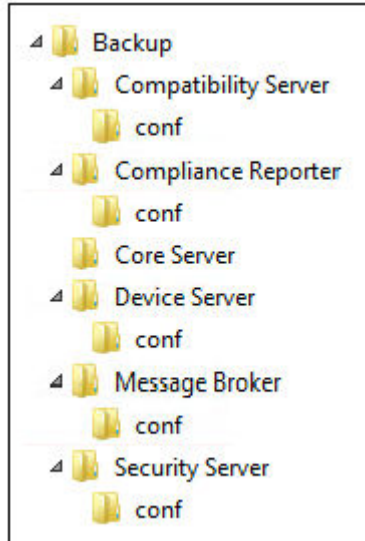 Backup
Compatibility Server
conf
Compliance Reporter
conf
Core Server
Device Server
conf
Message Broker
conf
Security Server
conf